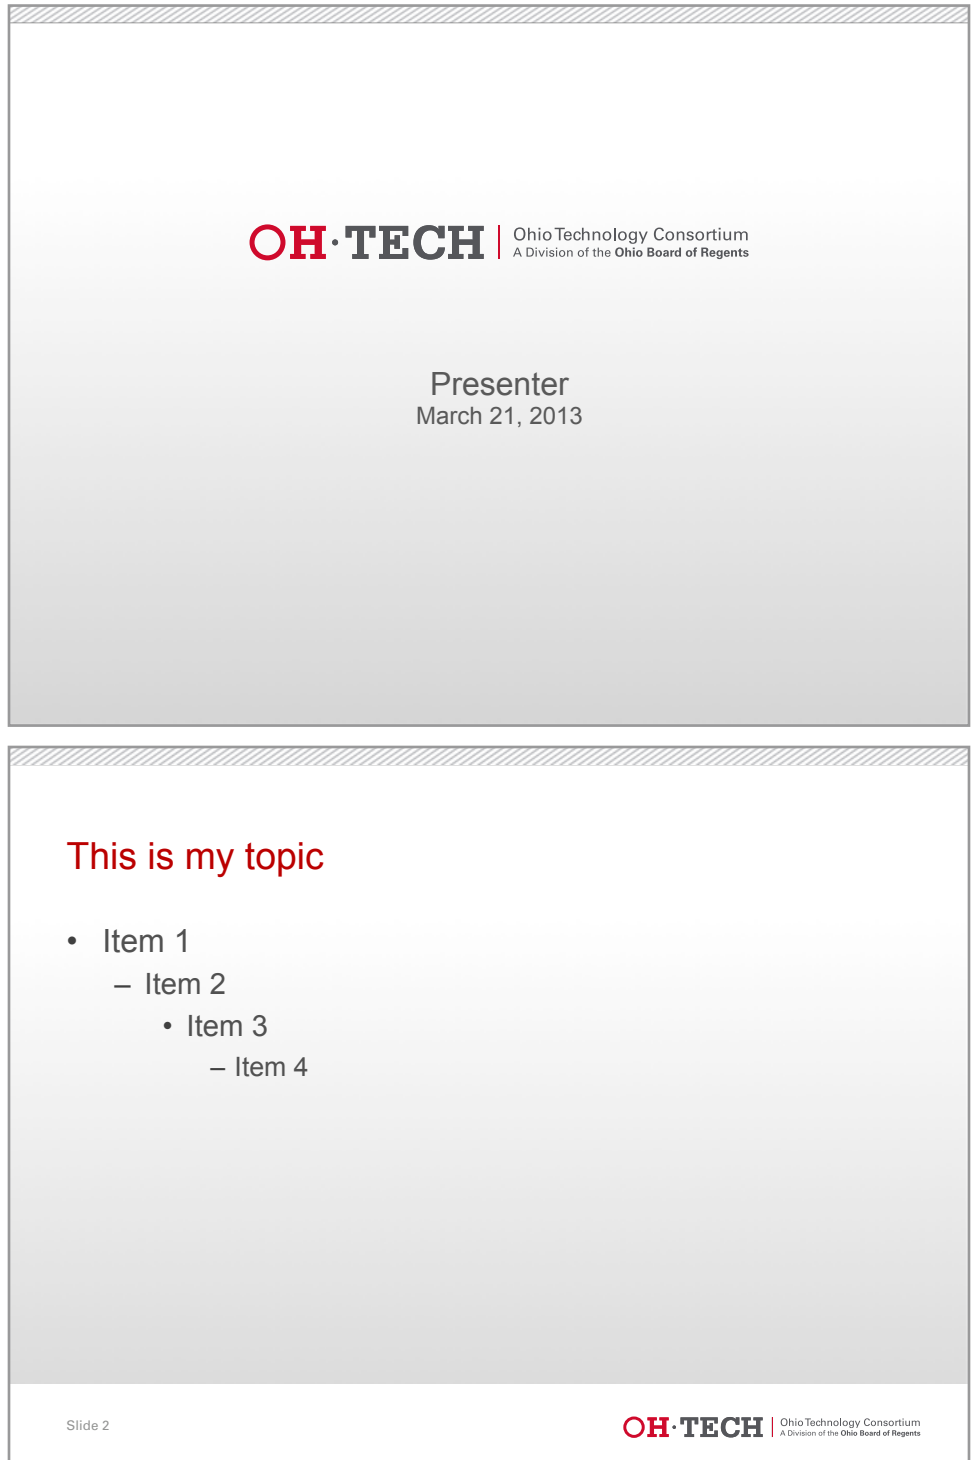 OH·TECH | Ohio Technology Consortium
A Division of the Ohio Board of Regents
Presenter
March 21, 2013
This is my topic
• Item 1
– Item 2
• Item 3
– Item 4
Slide 2
OH·TECH | Ohio Technology Consortium
A Division of the Ohio Board of Regents